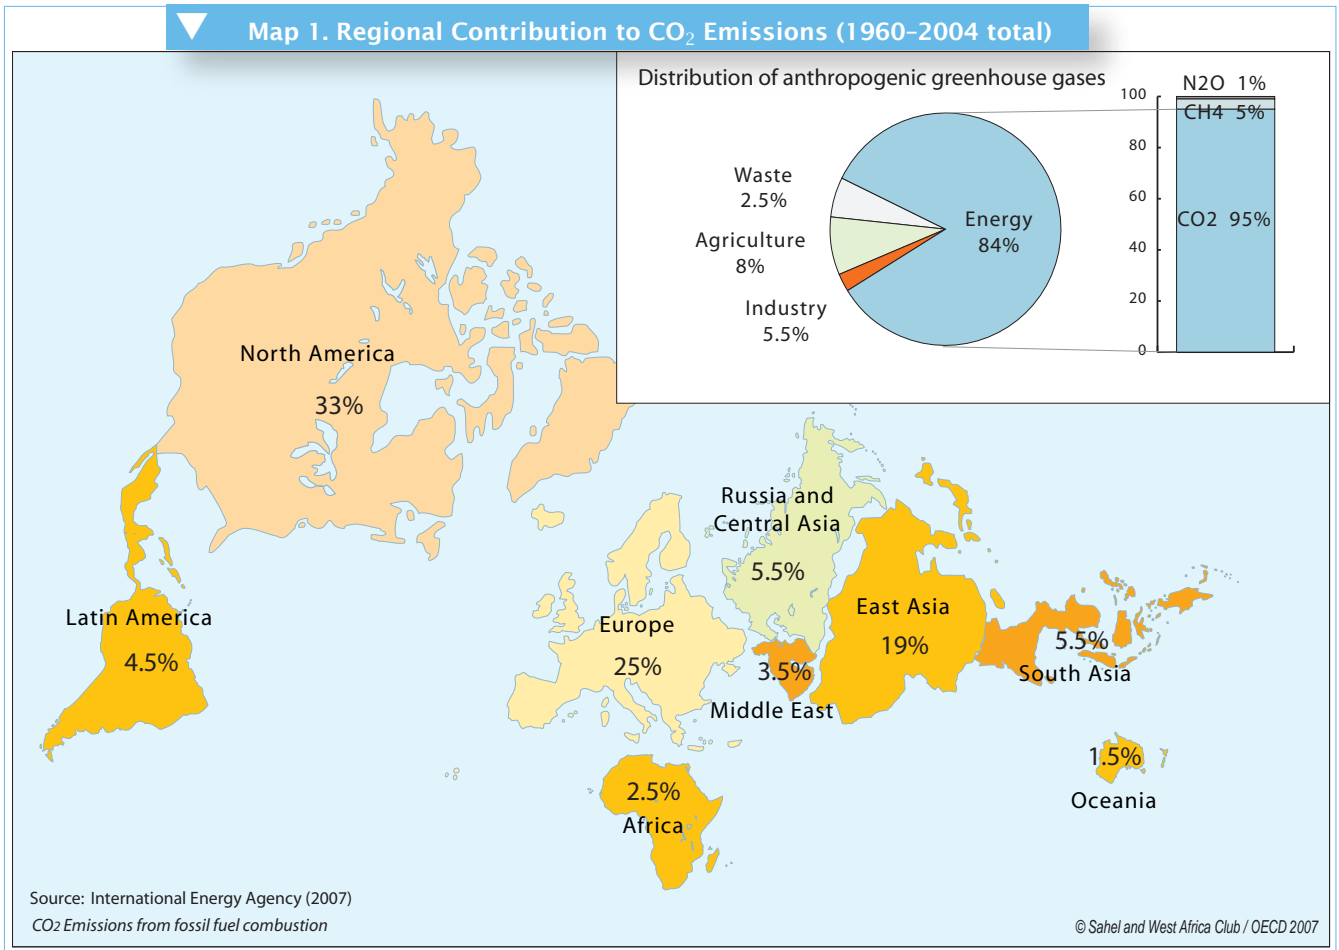 Map 1. Regional Contribution to CO₂ Emissions (1960–2004 total)
Distribution of anthropogenic greenhouse gases
Waste
2.5%
Agriculture
8%
Industry
5.5%
Energy
84%
100
80
60
40
20
0
N2O 1%
CH4 5%
CO2 95%
North America
33%
Latin America
4.5%
Europe
25%
Russia and
Central Asia
5.5%
East Asia
19%
3.5%
Middle East
5.5%
South Asia
2.5%
Africa
1.5%
Oceania
Source: International Energy Agency (2007)
CO2 Emissions from fossil fuel combustion
© Sahel and West Africa Club / OECD 2007